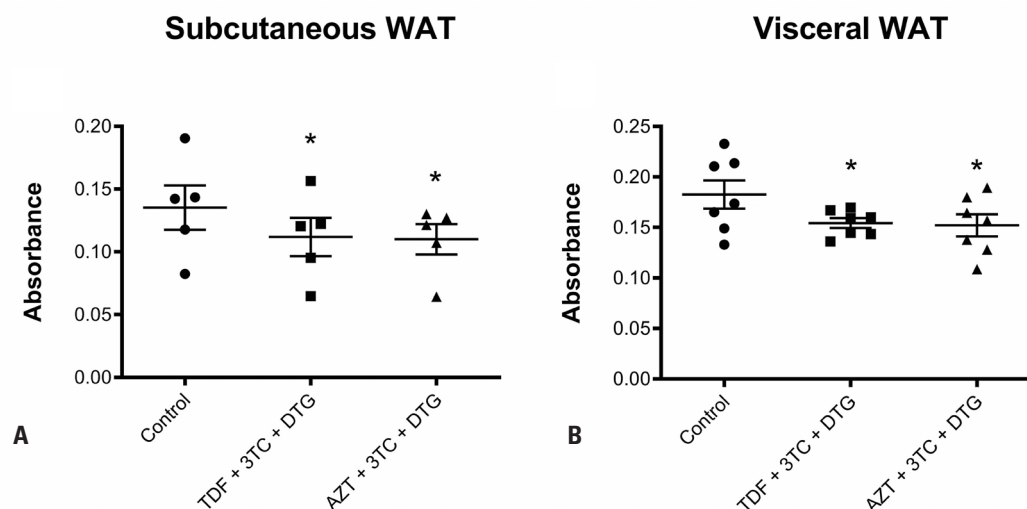 Subcutaneous WAT
Absorbance
0.20
0.15
0.10
0.05
0.00
*
*
Control
TDF + 3TC + DTG
AZT + 3TC + DTG
A
Visceral WAT
Absorbance
0.25
0.20
0.15
0.10
0.05
0.00
*
*
Control
TDF + 3TC + DTG
AZT + 3TC + DTG
B